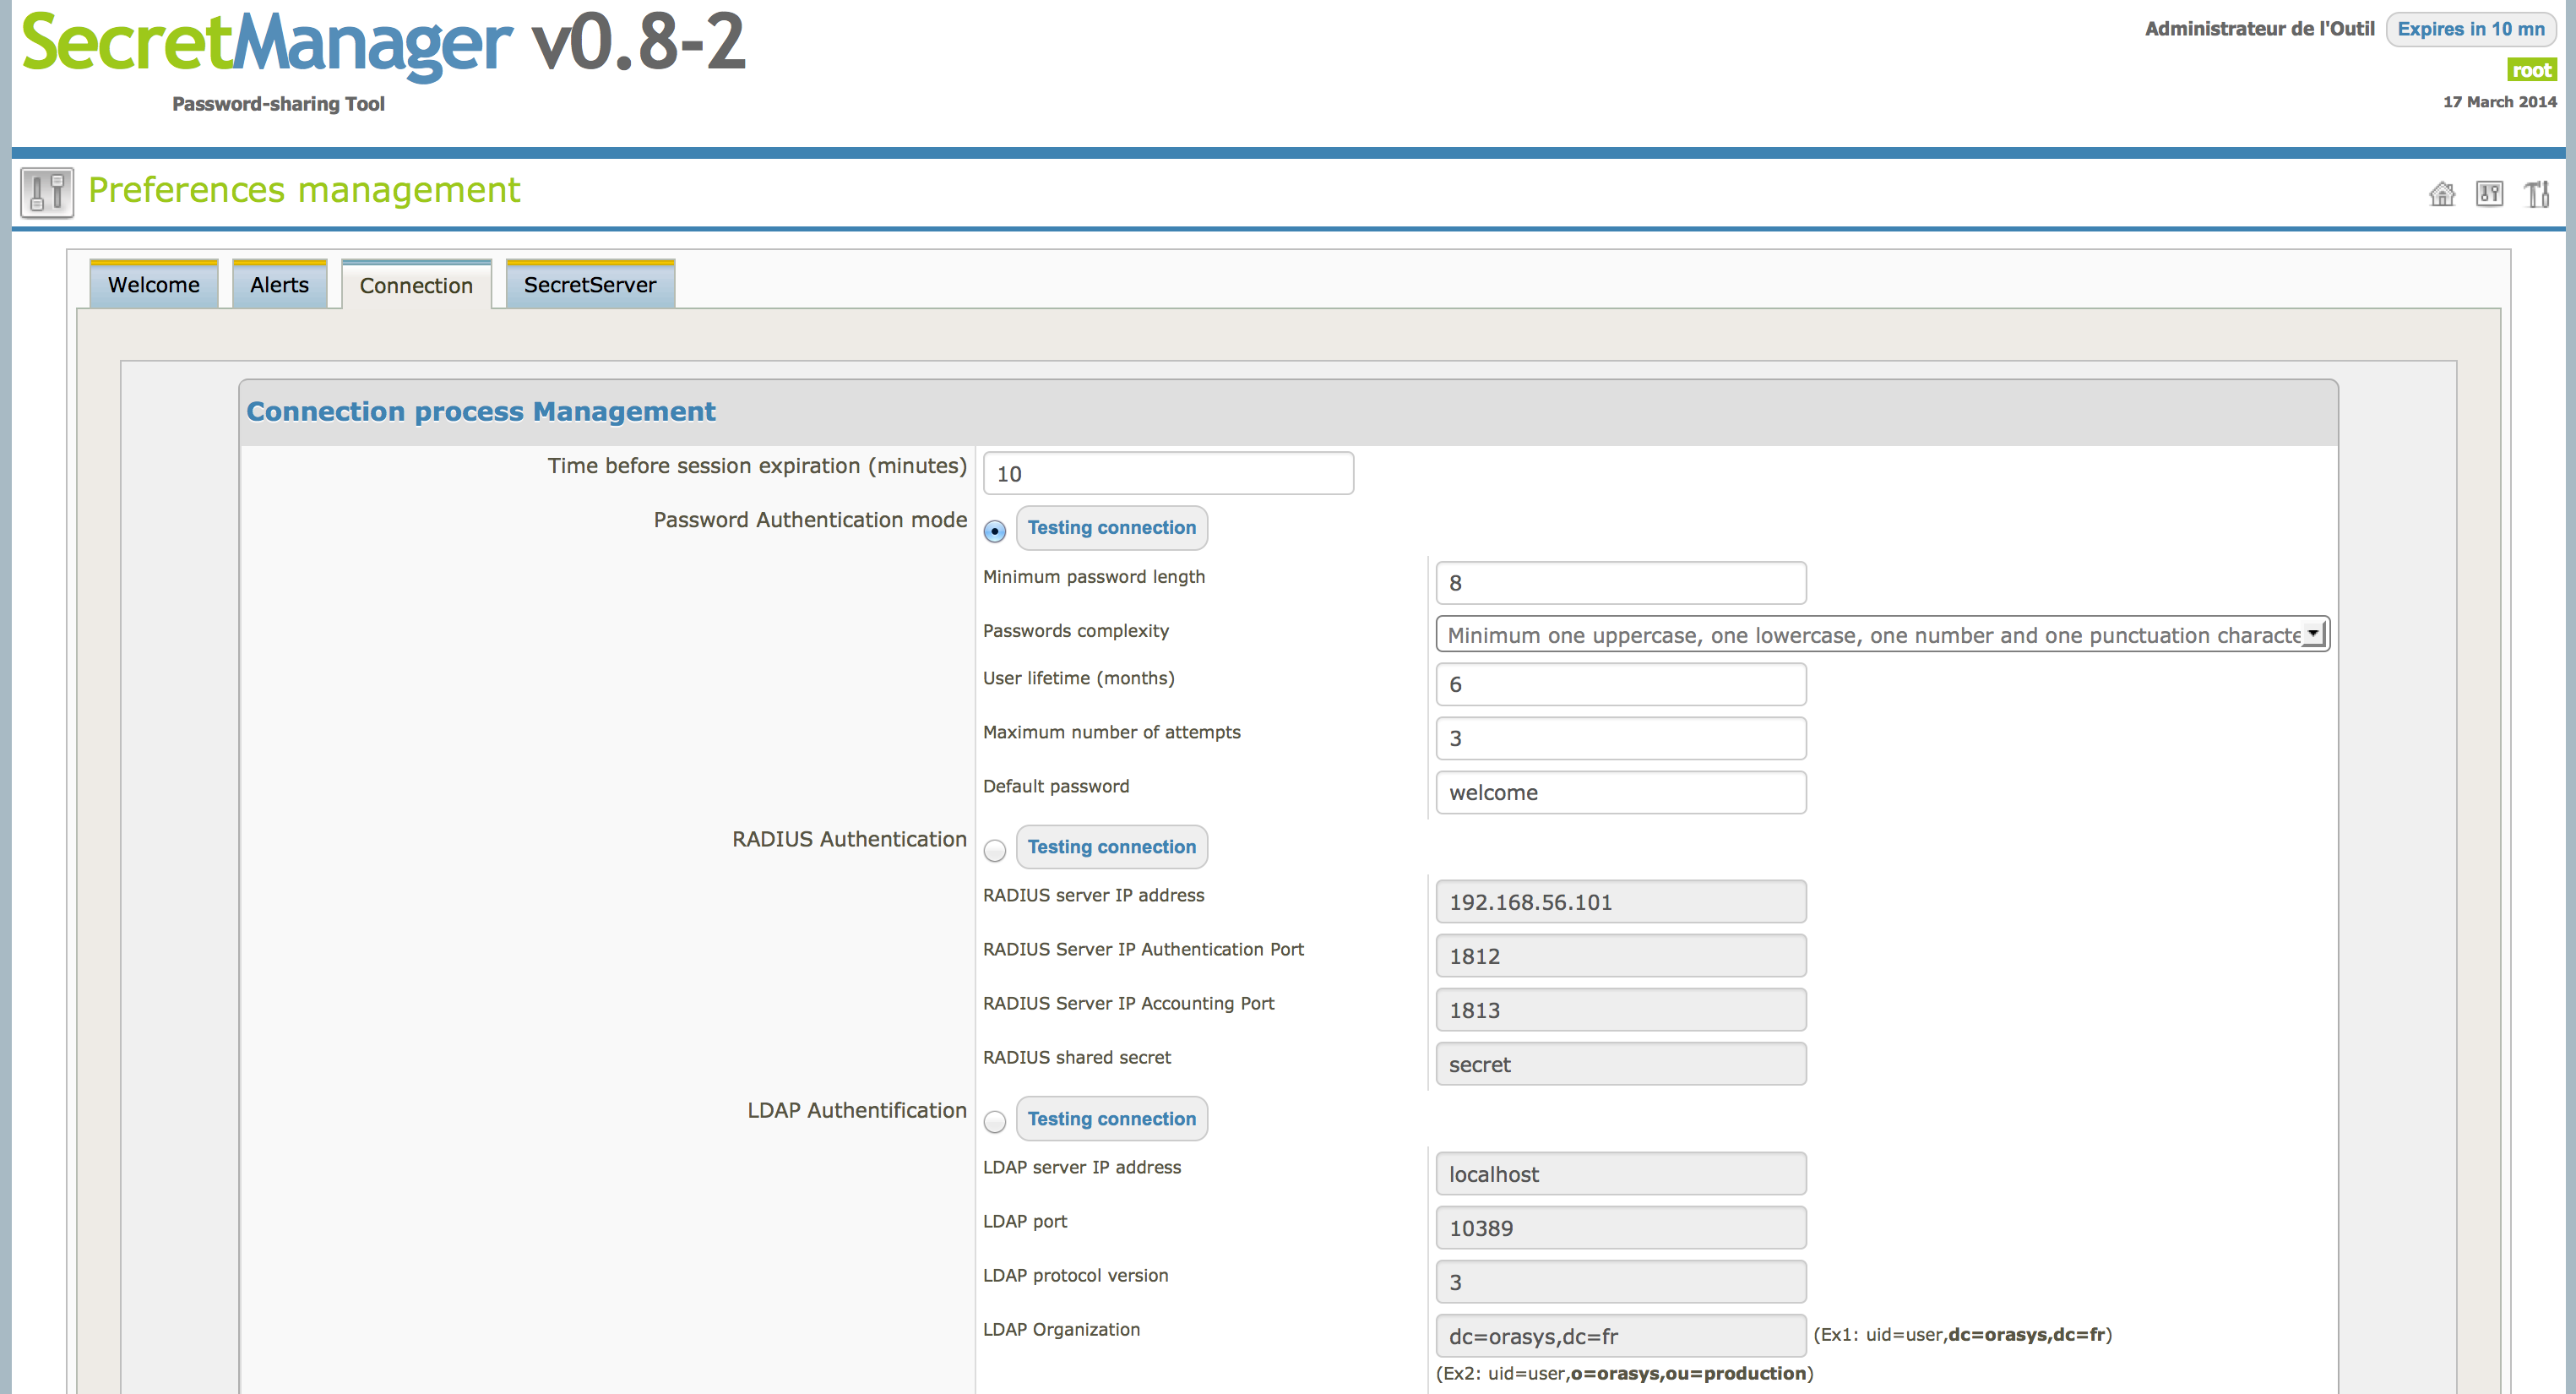 SecretManager v0.8-2
Administrateur de l'Outil Expires in 10 mn
root
Password-sharing Tool
17 March 2014
Preferences management
Welcome Alerts Connection SecretServer
Connection process Management
Time before session expiration (minutes) 10
Password Authentication mode Testing connection
Minimum password length 8
Passwords complexity Minimum one uppercase, one lowercase, one number and one punctuation characte
User lifetime (months) 6
Maximum number of attempts 3
Default password welcome
RADIUS Authentication Testing connection
RADIUS server IP address 192.168.56.101
RADIUS Server IP Authentication Port 1812
RADIUS Server IP Accounting Port 1813
RADIUS shared secret secret
LDAP Authentification Testing connection
LDAP server IP address localhost
LDAP port 10389
LDAP protocol version 3
LDAP Organization dc=orasys,dc=fr (Ex1: uid=user,dc=orasys,dc=fr)
(Ex2: uid=user,o=orasys,ou=production)